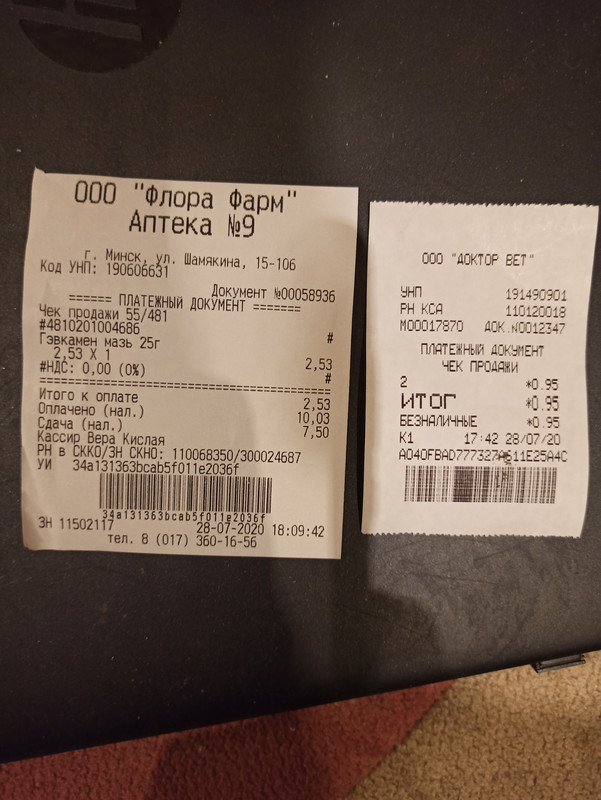 ООО "Флора Фарм"
Аптека №9
г. Минск, ул. Шамякина, 15-106
Код УНП: 190606631
Документ №00058936
====== ПЛАТЕЖНЫЙ ДОКУМЕНТ =======
Чек продажи 55/481
#4810201004686 #
Гэвкамен мазь 25г
2,53 X 1 2,53
#НДС: 0,00 (0%) #
Итого к оплате 2,53
Оплачено (нал.) 10,03
Сдача (нал.) 7,50
Кассир Вера Кислая
РН в СККО/ЗН СКНО: 110068350/300024687
УИ 34a131363bcab5f011e2036f
34a131363bcab5f011e2036f
ЗН 11502117 28-07-2020 18:09:42
тел. 8 (017) 360-16-56
ООО "ДОКТОР ВЕТ"
УНП 191490901
РН КСА 110120018
М00017870 ДОК.N0012347
ПЛАТЕЖНЫЙ ДОКУМЕНТ
ЧЕК ПРОДАЖИ
2 *0.95
ИТОГ *0.95
БЕЗНАЛИЧНЫЕ *0.95
К1 17:42 28/07/20